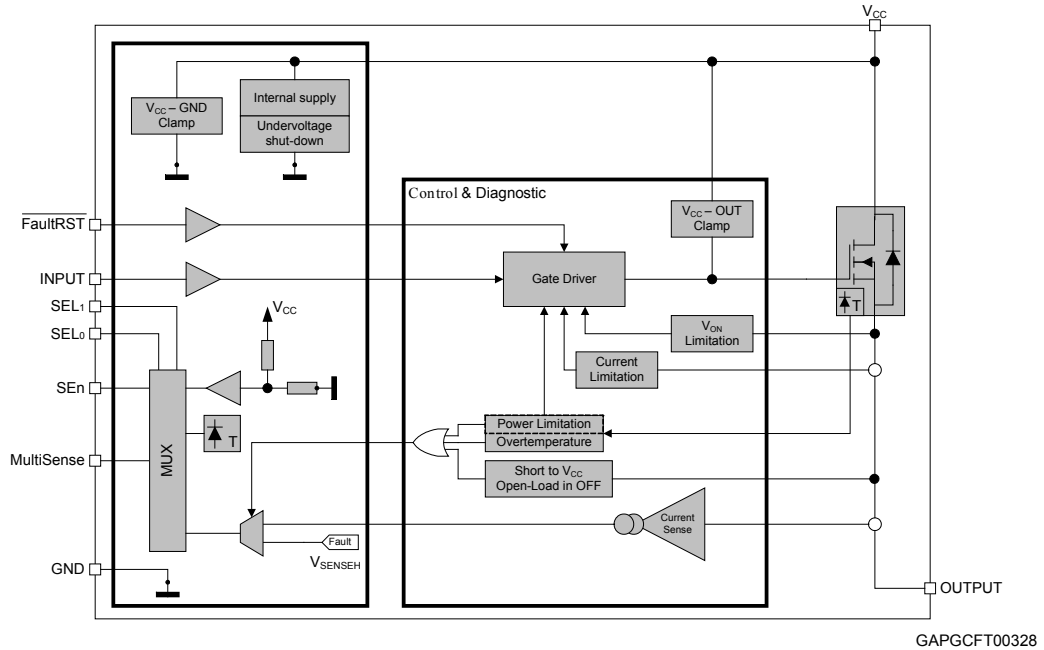 VCC
VCC – GND
Clamp
Internal supply
Undervoltage
shut-down
Control & Diagnostic
FaultRST
VCC – OUT
Clamp
INPUT
Gate Driver
T
SEL1
VCC
SEL0
VON
Limitation
Current
Limitation
SEn
MUX
T
Power Limitation
Overtemperature
MultiSense
Short to VCC
Open-Load in OFF
Current
Sense
Fault
VSENSEH
GND
OUTPUT
GAPGCFT00328